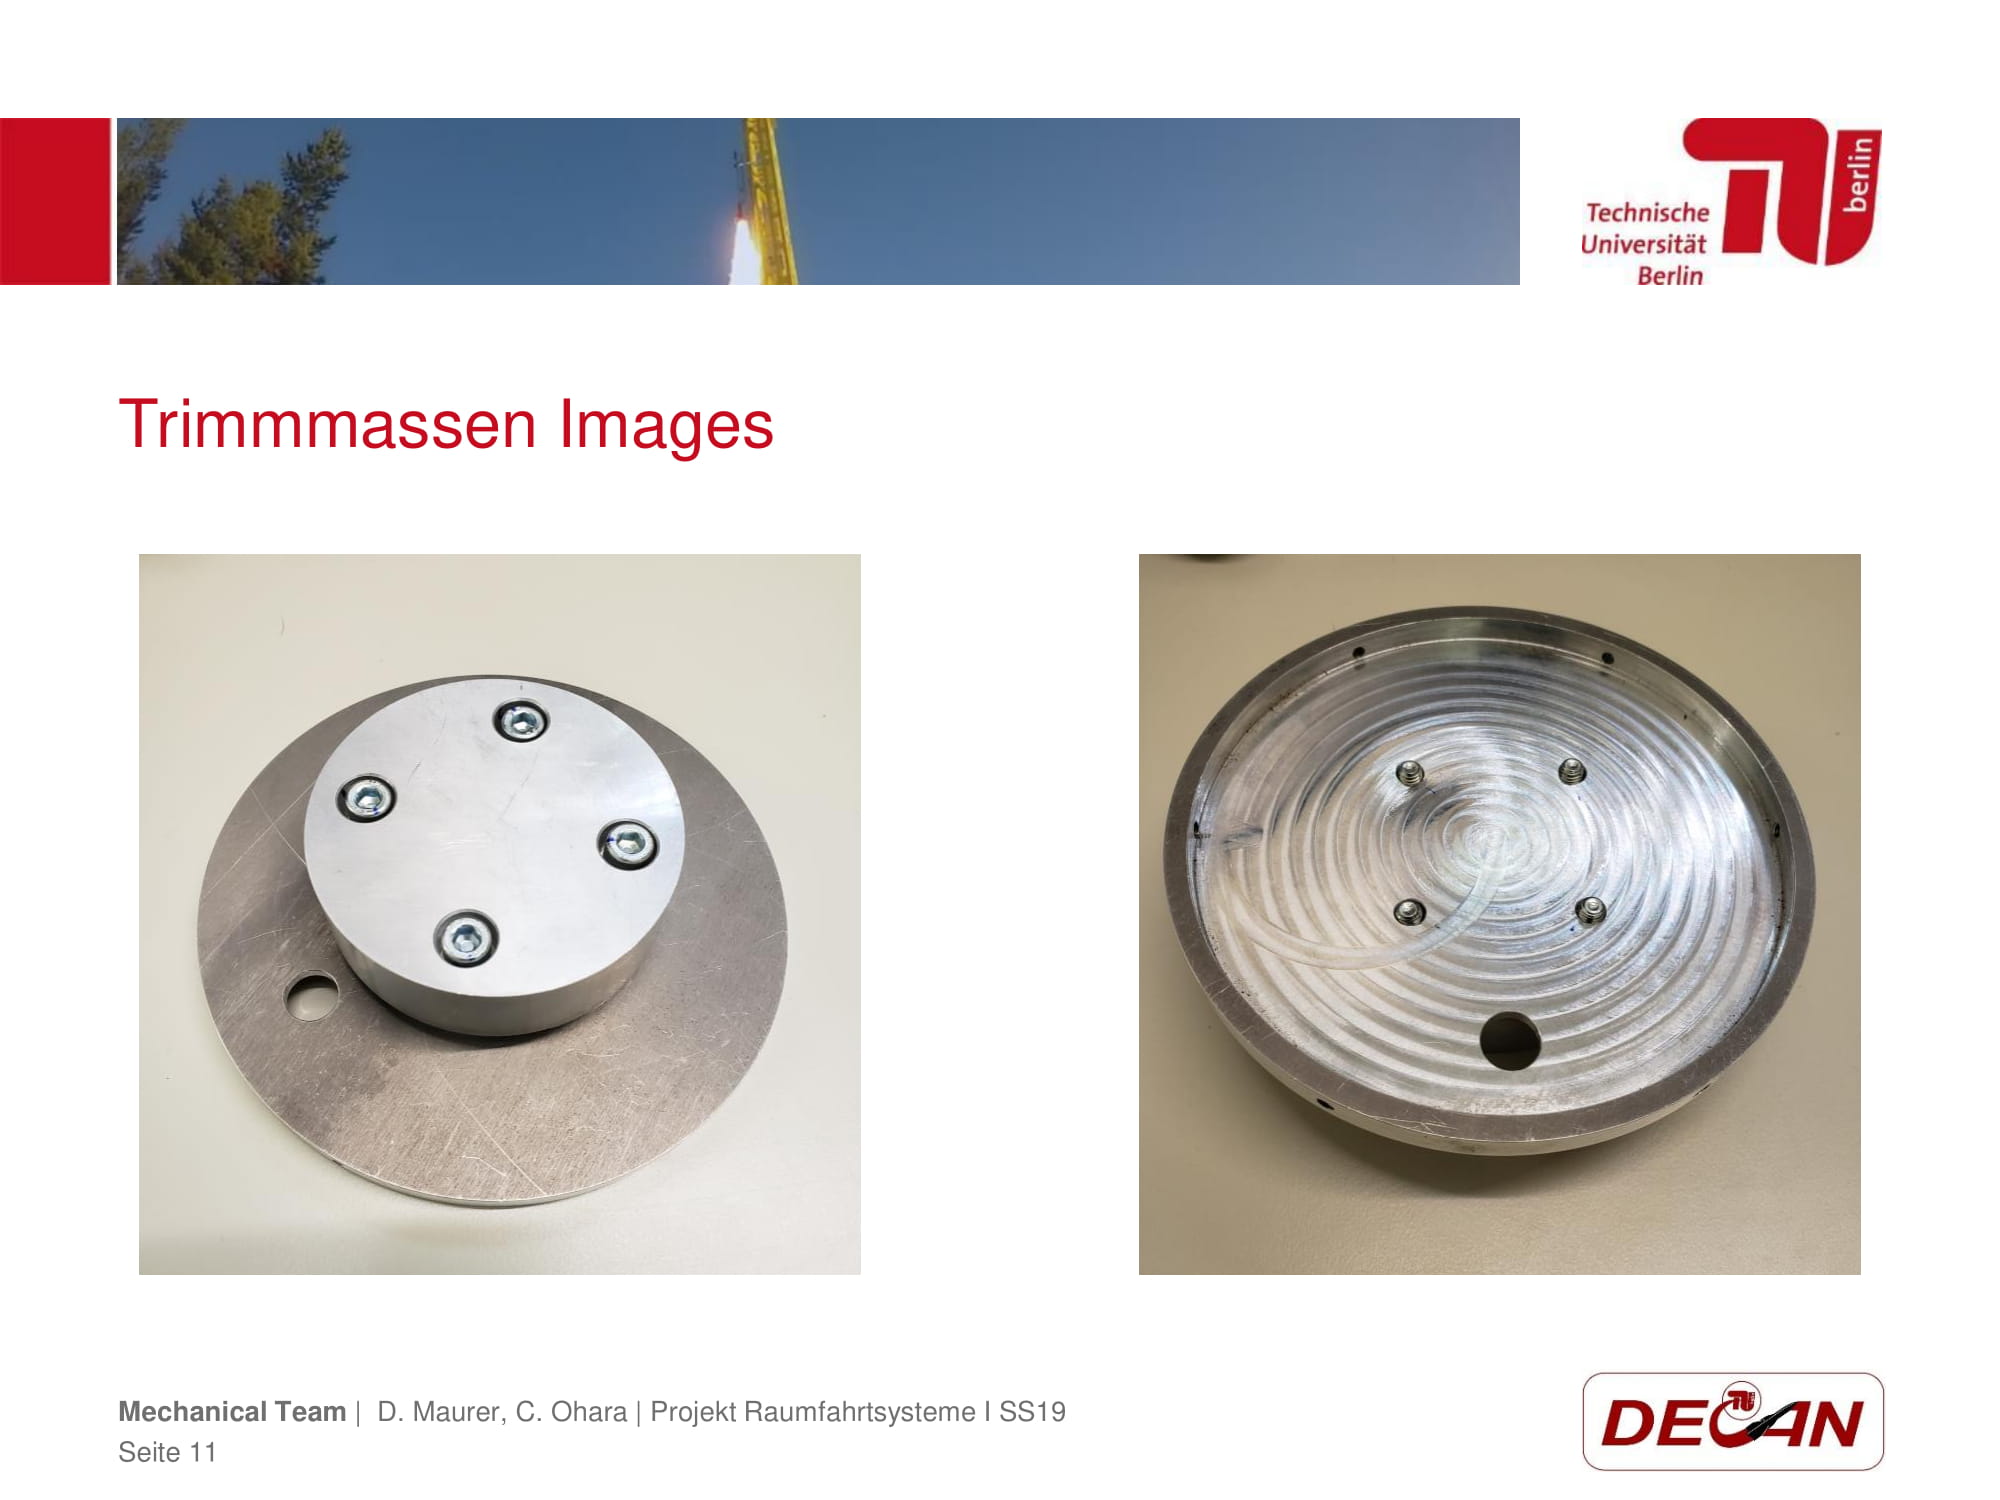 Technische
Universität
Berlin
berlin
Trimmmassen Images
Mechanical Team | D. Maurer, C. Ohara | Projekt Raumfahrtsysteme I SS19
Seite 11
DECAN